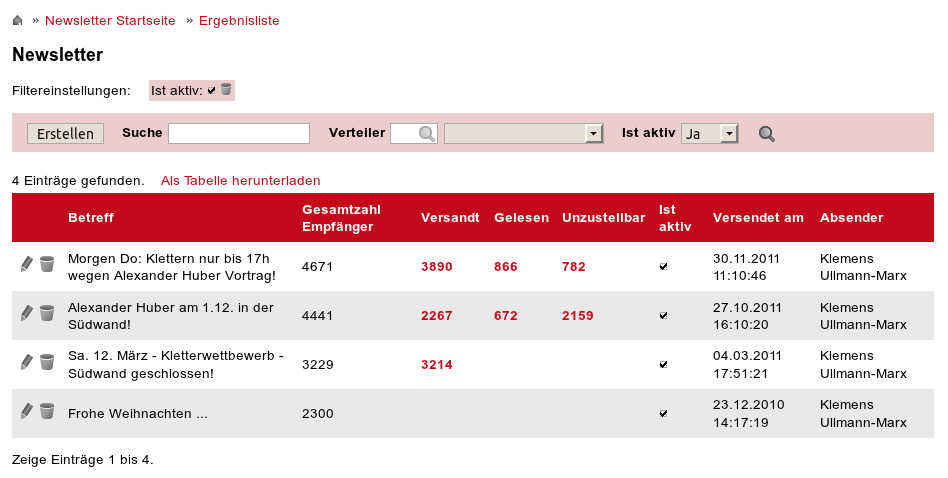 » Newsletter Startseite » Ergebnisliste
Newsletter
Filtereinstellungen: Ist aktiv:
Erstellen Suche Verteiler Ist aktiv Ja
4 Einträge gefunden. Als Tabelle herunterladen
Betreff Gesamtzahl Empfänger Versandt Gelesen Unzustellbar Ist aktiv Versendet am Absender
Morgen Do: Klettern nur bis 17h 4671 3890 866 782 30.11.2011 Klemens
wegen Alexander Huber Vortrag! 11:10:46 Ullmann-Marx
Alexander Huber am 1.12. in der 4441 2267 672 2159 27.10.2011 Klemens
Südwand! 16:10:20 Ullmann-Marx
Sa. 12. März - Kletterwettbewerb - 3229 3214 04.03.2011 Klemens
Südwand geschlossen! 17:51:21 Ullmann-Marx
Frohe Weihnachten ... 2300 23.12.2010 Klemens
14:17:19 Ullmann-Marx
Zeige Einträge 1 bis 4.